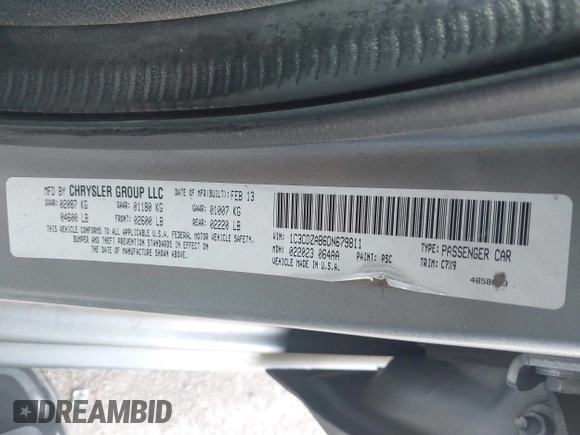 MFD BY CHRYSLER GROUP LLC DATE OF MFR(BUILT): FEB 13
GVWR: 02087 KG GAWR: 01180 KG GAWR: 01007 KG
04600 LB FRONT: 02600 LB REAR: 02220 LB
THIS VEHICLE CONFORMS TO ALL APPLICABLE U.S.A. FEDERAL MOTOR VEHICLE SAFETY,
BUMPER AND THEFT PREVENTION STANDARDS IN EFFECT ON
THE DATE OF MANUFACTURE SHOWN ABOVE.
VIN: 1C3CDZAB6DN679811 TYPE: PASSENGER CAR
MDH: 022023 064AA PAINT: PSC TRIM: C7X9
VEHICLE MADE IN U.S.A.
DREAMBID